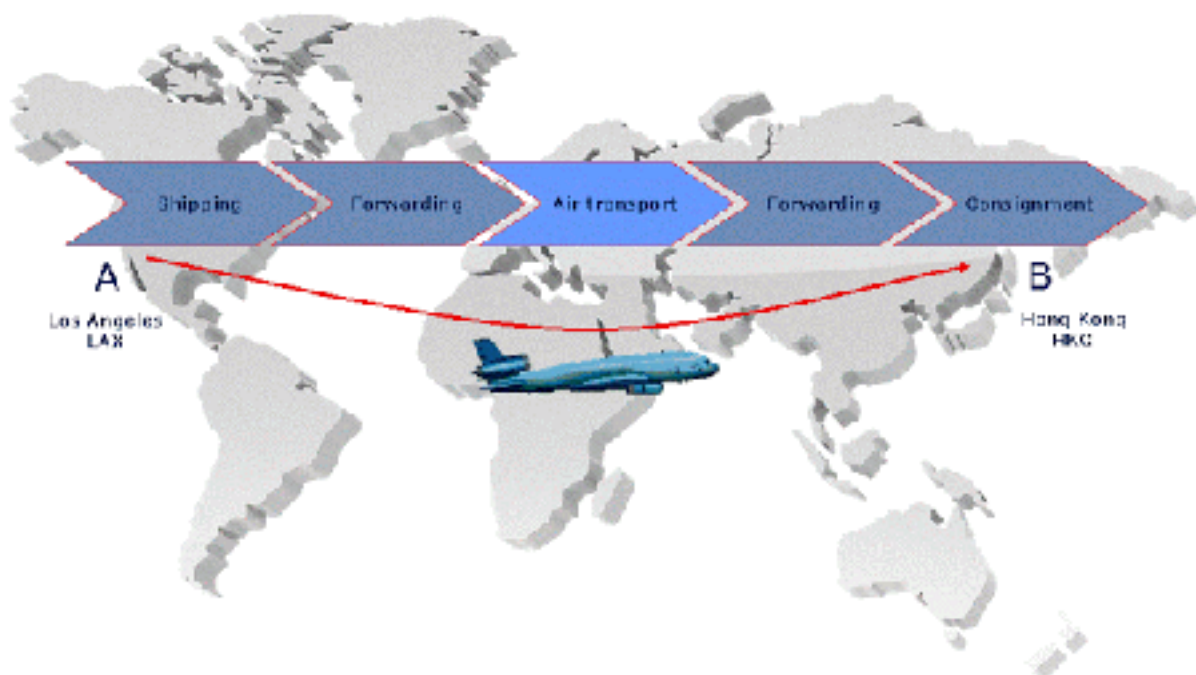 Shipping
Forwarding
Air transport
Forwarding
Consignment
A
B
Los Angeles
LAX
Hong Kong
HKG